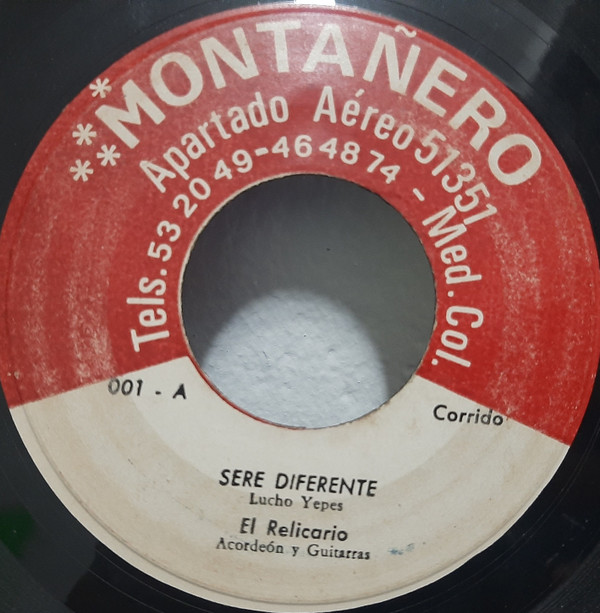 ****MONTAÑERO
Apartado Aéreo 51351
Tels. 53 20 49-46 48 74 - Med. Col.
001 - A
Corrido
SERE DIFERENTE
Lucho Yepes
El Relicario
Acordeón y Guitarras